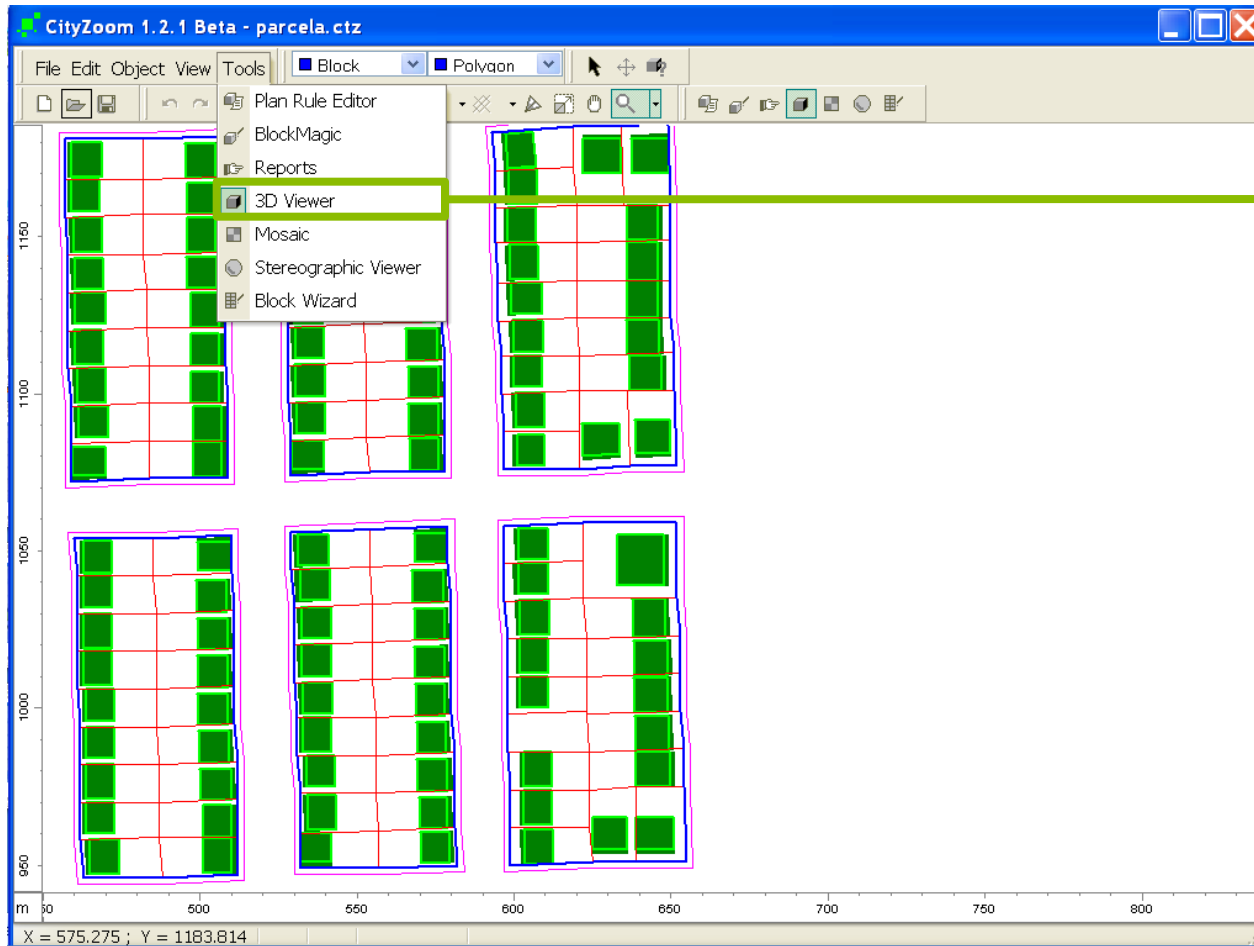 CityZoom 1.2.1 Beta - parcela.ctz
File Edit Object View Tools Block Polygon
Plan Rule Editor
BlockMagic
Reports
3D Viewer
Mosaic
Stereographic Viewer
Block Wizard
1150
1100
1050
1000
950
m 50 500 550 600 650 700 750 800
X = 575.275 ; Y = 1183.814